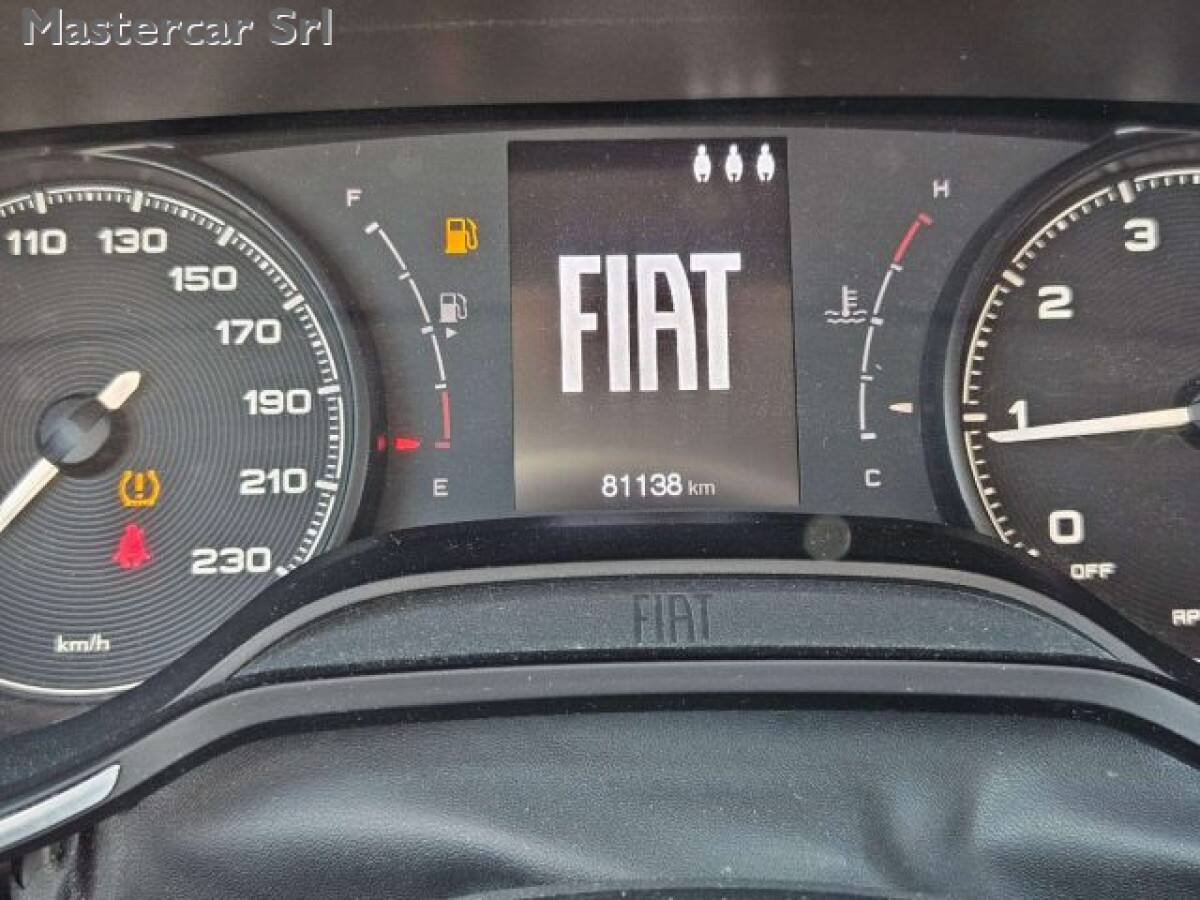 Mastercar Srl
110 130 150 170 190 210 230
km/h
F
E
FIAT
81138 km
H
C
3
2
1
0
OFF
FIAT